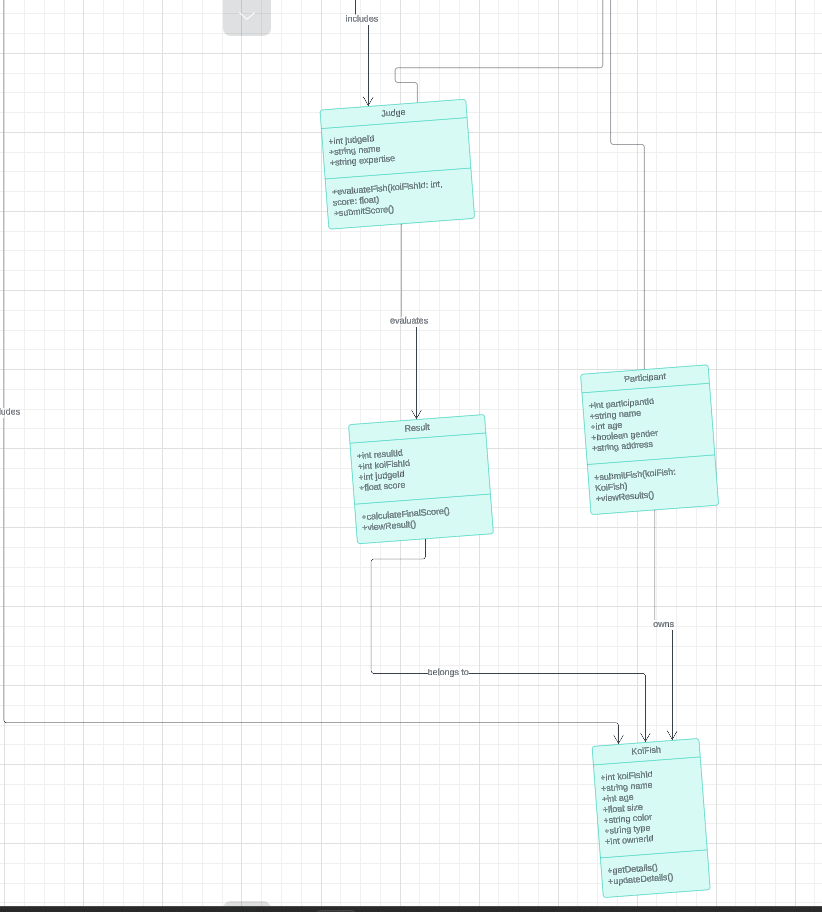 includes
Judge
+int judgeId
+string name
+string expertise
+evaluateFish(koiFishId: int,
score: float)
+submitScore()
evaluates
Participant
+int participantId
+string name
+int age
+boolean gender
+string address
+submitFish(koiFish:
KoiFish)
+viewResults()
ludes
Result
+int resultId
+int koiFishId
+int judgeId
+float score
+calculateFinalScore()
+viewResult()
owns
belongs to
KoiFish
+int koiFishId
+string name
+int age
+float size
+string color
+string type
+int ownerId
+getDetails()
+updateDetails()